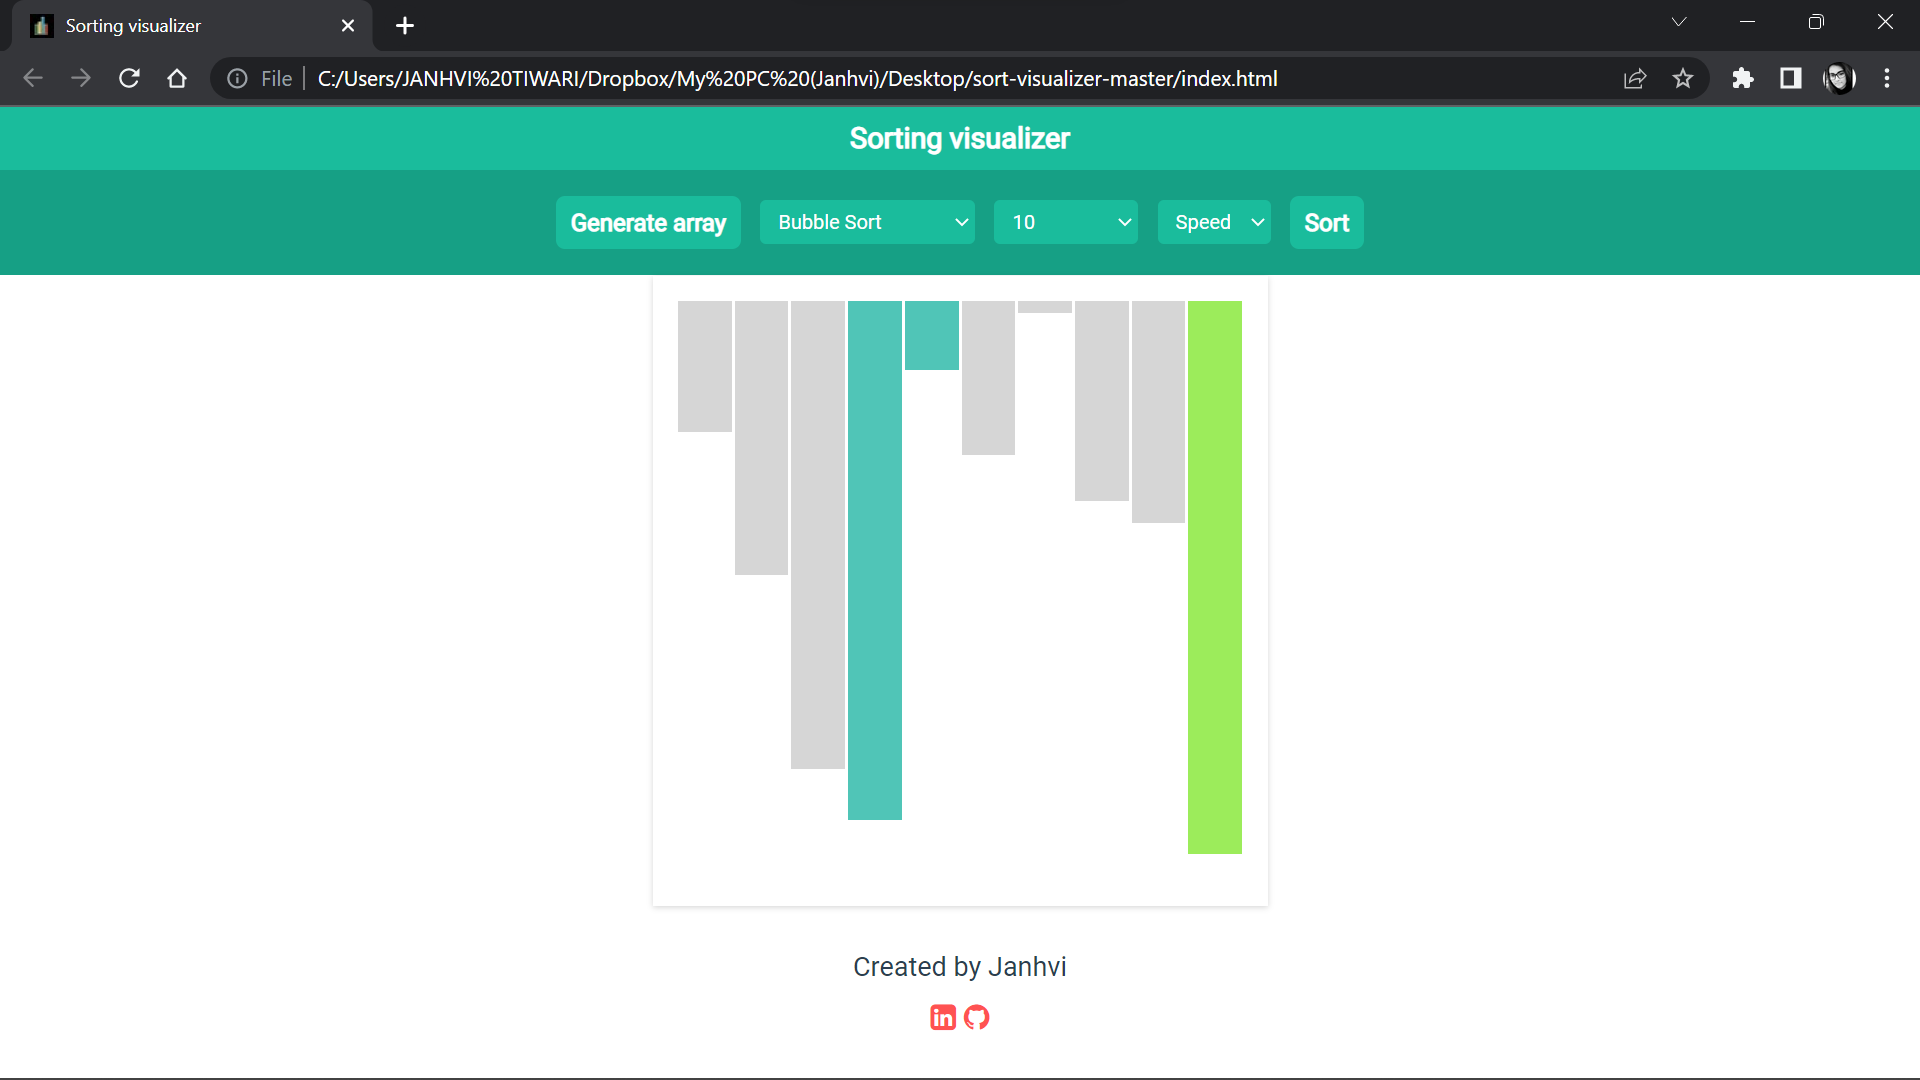 Sorting visualizer
File C:/Users/JANHVI%20TIWARI/Dropbox/My%20PC%20(Janhvi)/Desktop/sort-visualizer-master/index.html
Sorting visualizer
Generate array Bubble Sort 10 Speed Sort
Created by Janhvi
in